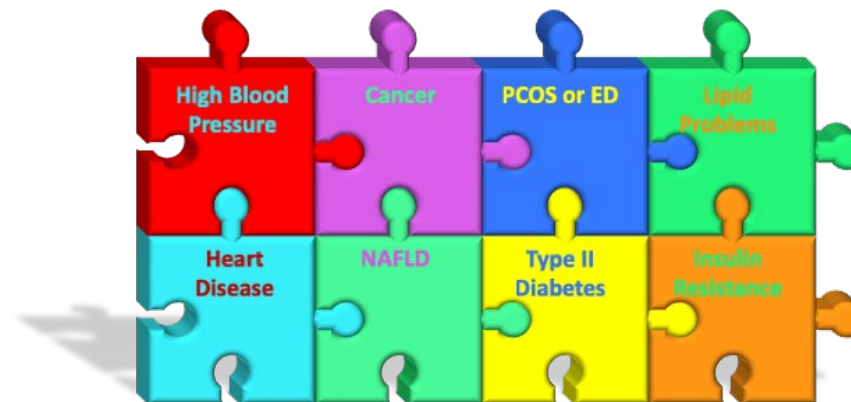 High Blood
Pressure
Cancer
PCOS or ED
Lipid
Problems
Heart
Disease
NAFLD
Type II
Diabetes
Insulin
Resistance